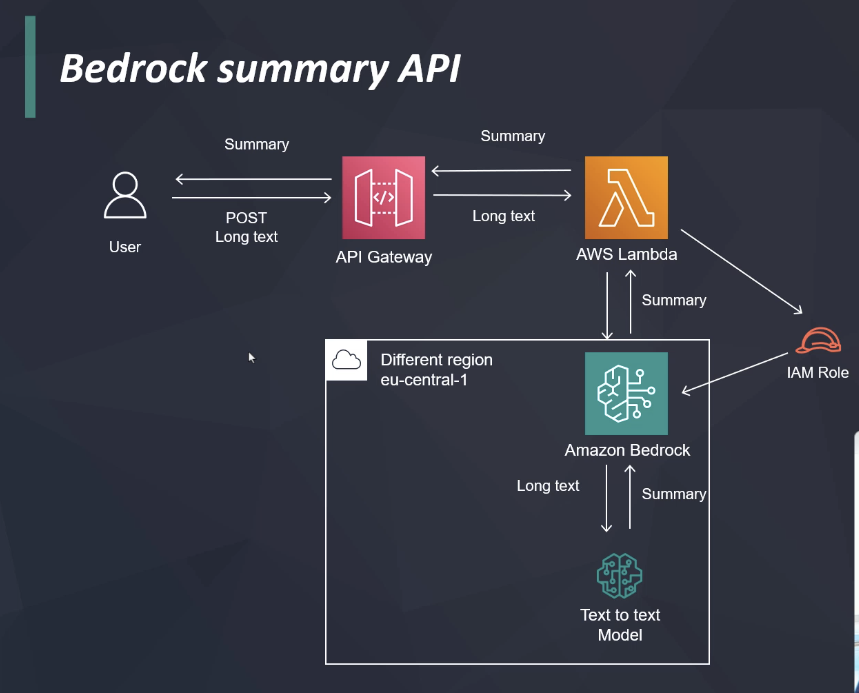 Bedrock summary API
Summary
Summary
POST
Long text
Long text
User
API Gateway
AWS Lambda
Summary
Different region
eu-central-1
IAM Role
Amazon Bedrock
Long text
Summary
Text to text
Model